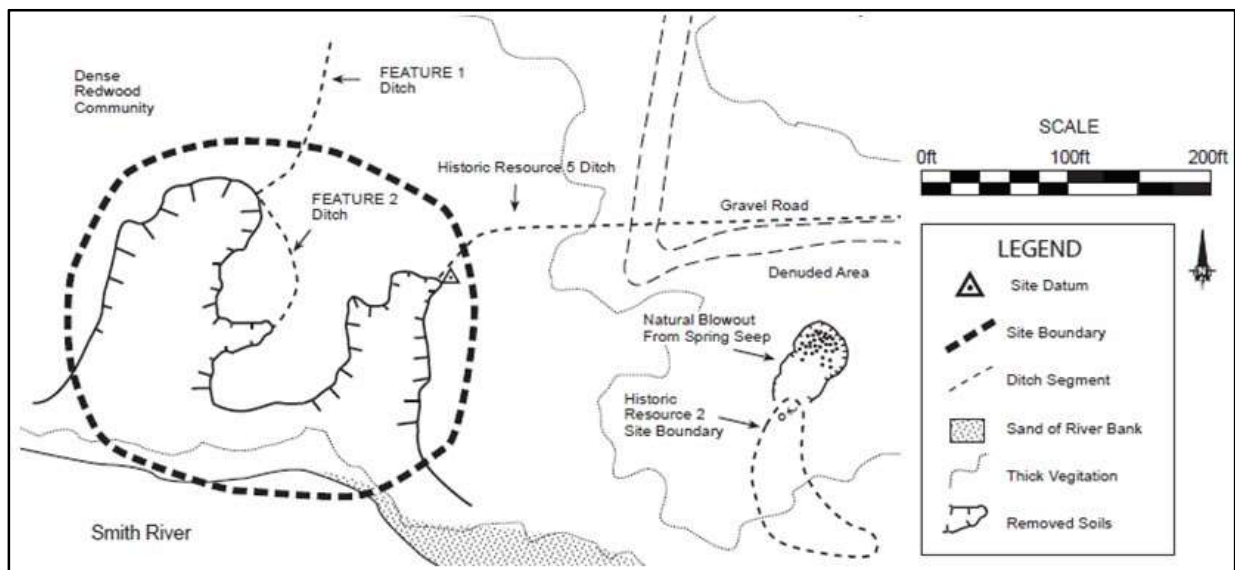 Dense
Redwood
Community
FEATURE 1
Ditch
FEATURE 2
Ditch
Historic Resource 5 Ditch
Gravel Road
Denuded Area
Natural Blowout
From Spring Seep
Historic
Resource 2
Site Boundary
Smith River
SCALE
0ft 100ft 200ft
N
LEGEND
Site Datum
Site Boundary
Ditch Segment
Sand of River Bank
Thick Vegitation
Removed Soils